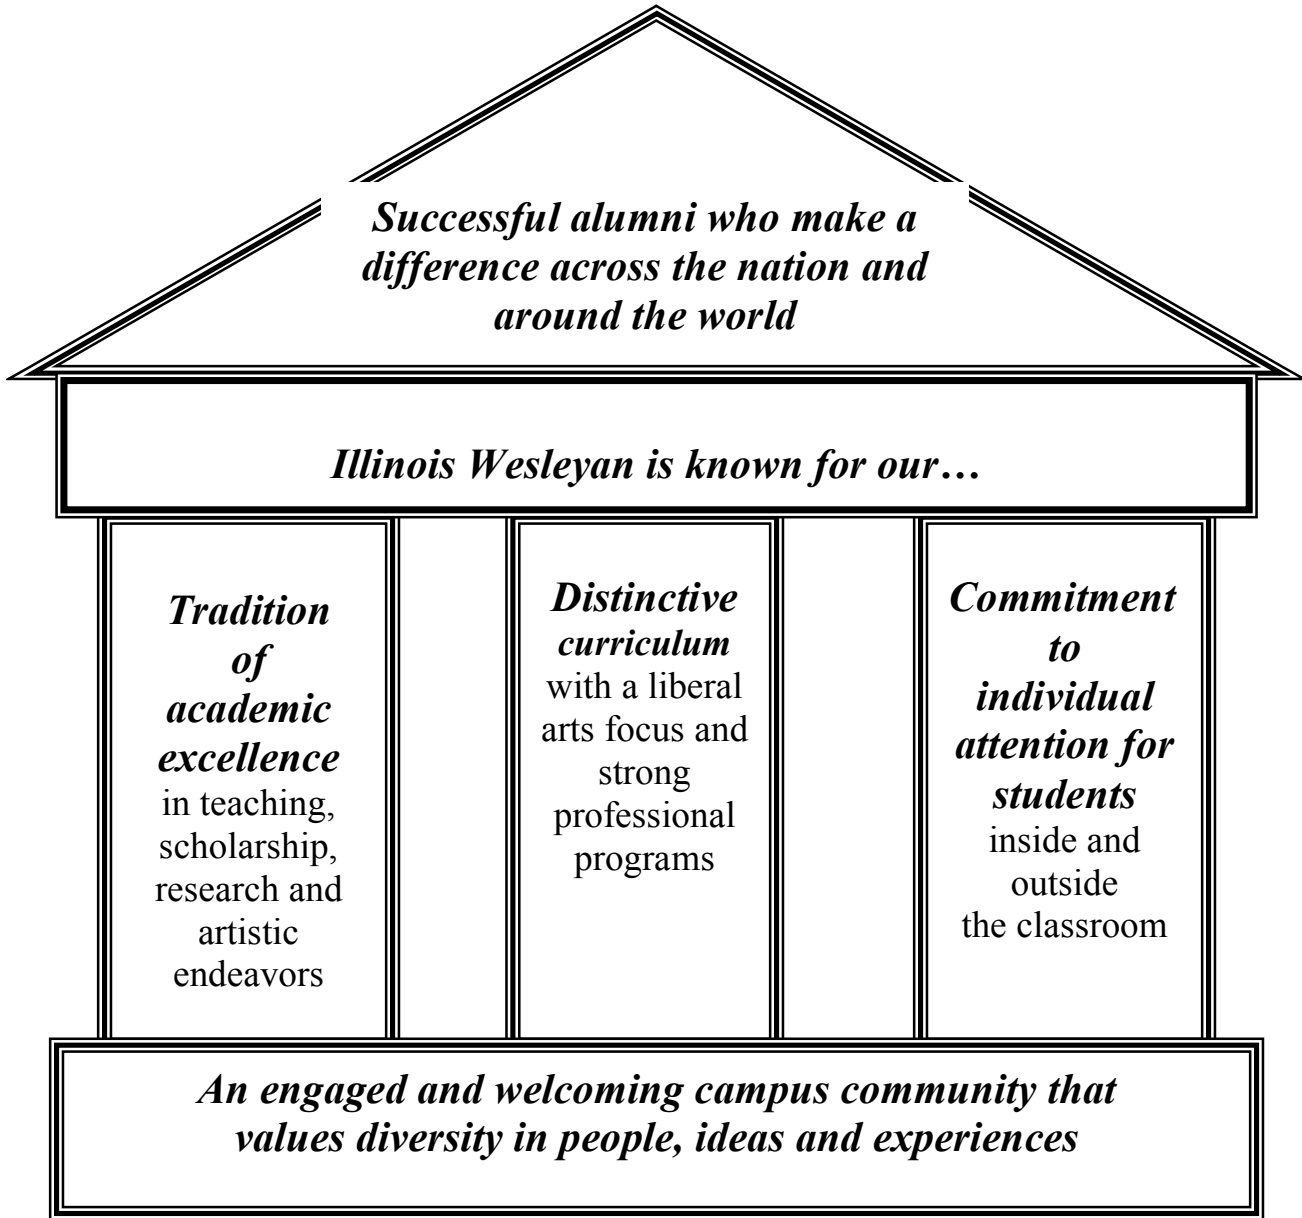 Successful alumni who make a
difference across the nation and
around the world
Illinois Wesleyan is known for our…
Tradition
of
academic
excellence
in teaching,
scholarship,
research and
artistic
endeavors
Distinctive
curriculum
with a liberal
arts focus and
strong
professional
programs
Commitment
to
individual
attention for
students
inside and
outside
the classroom
An engaged and welcoming campus community that
values diversity in people, ideas and experiences